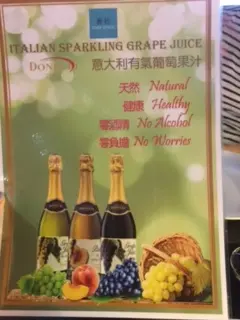 ITALIAN SPARKLING GRAPE JUICE
DONE
意大利有氣葡萄果汁
天然 Natural
健康 Healthy
零酒精 No Alcohol
零負擔 No Worries